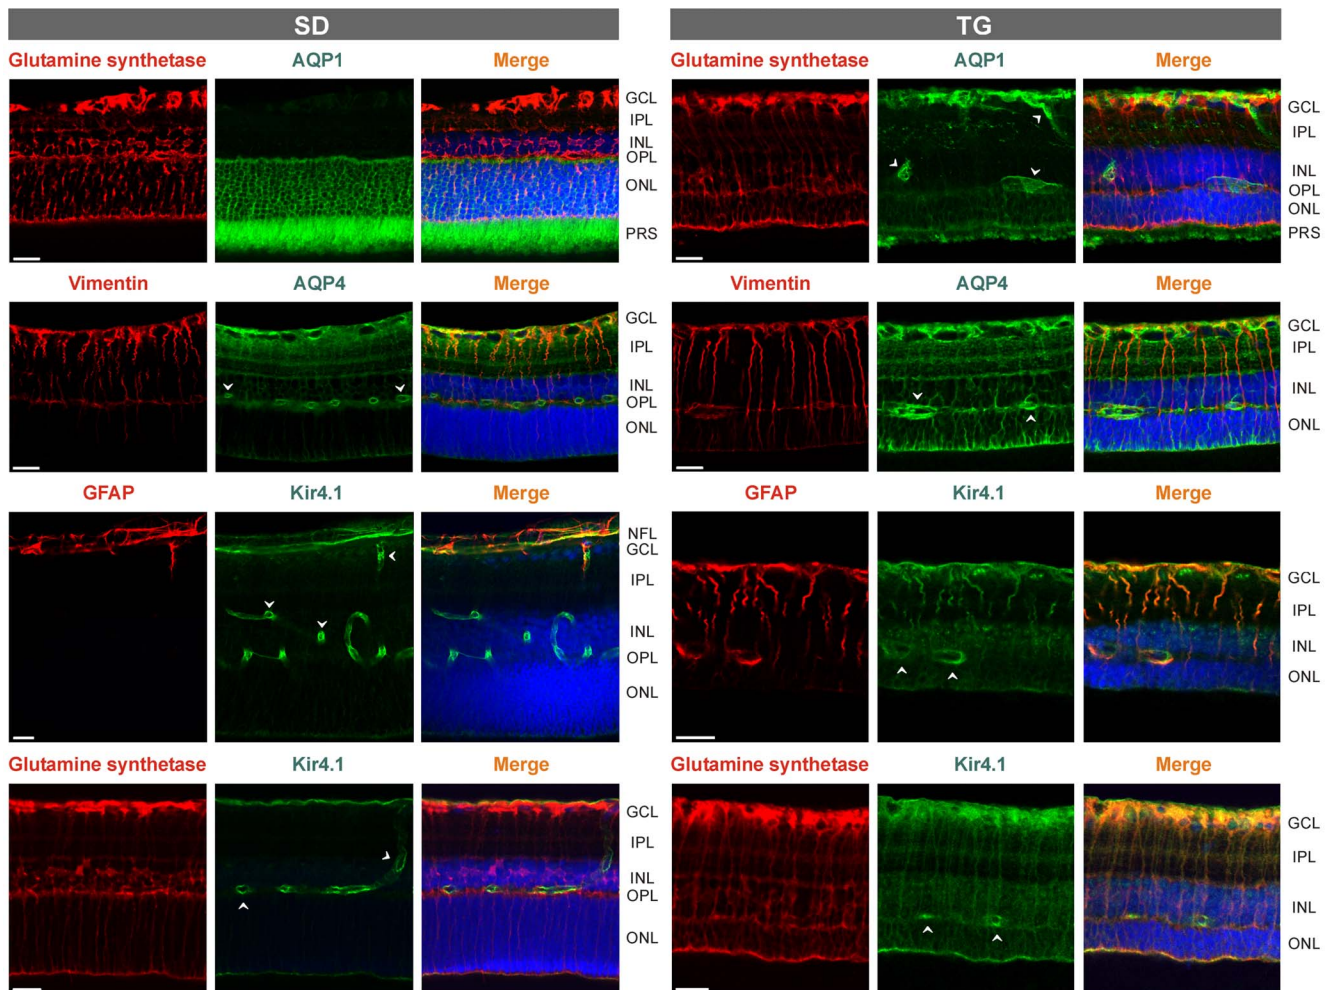 SD
Glutamine synthetase AQP1 Merge
GCL
IPL
INL
OPL
ONL
PRS
Vimentin AQP4 Merge
GCL
IPL
INL
OPL
ONL
GFAP Kir4.1 Merge
NFL
GCL
IPL
INL
OPL
ONL
Glutamine synthetase Kir4.1 Merge
GCL
IPL
INL
OPL
ONL
TG
Glutamine synthetase AQP1 Merge
GCL
IPL
INL
OPL
ONL
PRS
Vimentin AQP4 Merge
GCL
IPL
INL
ONL
GFAP Kir4.1 Merge
GCL
IPL
INL
ONL
Glutamine synthetase Kir4.1 Merge
GCL
IPL
INL
ONL